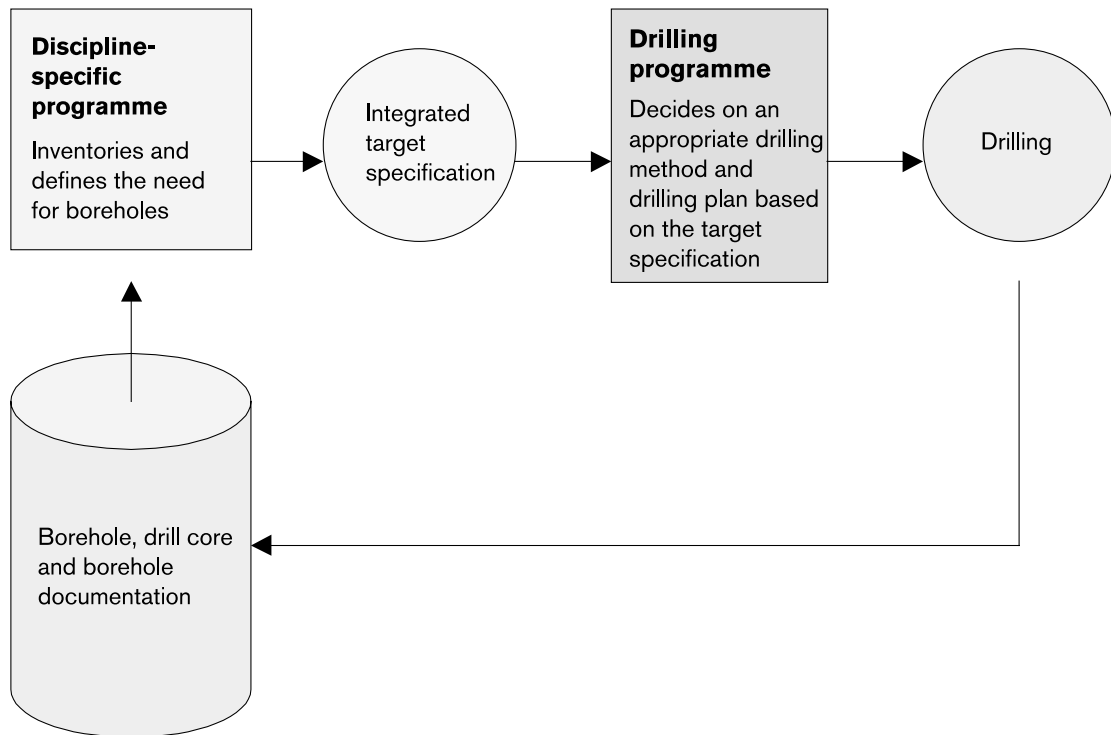 Discipline-
specific
programme
Inventories and
defines the need
for boreholes
Integrated
target
specification
Drilling
programme
Decides on an
appropriate drilling
method and
drilling plan based
on the target
specification
Drilling
Borehole, drill core
and borehole
documentation